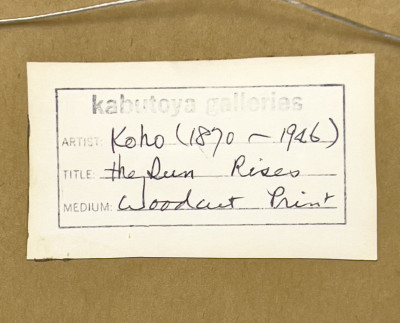 kabutoya galleries
ARTIST: Koho (1870 ~ 1946)
TITLE: the Sun Rises
MEDIUM: Woodcut Print